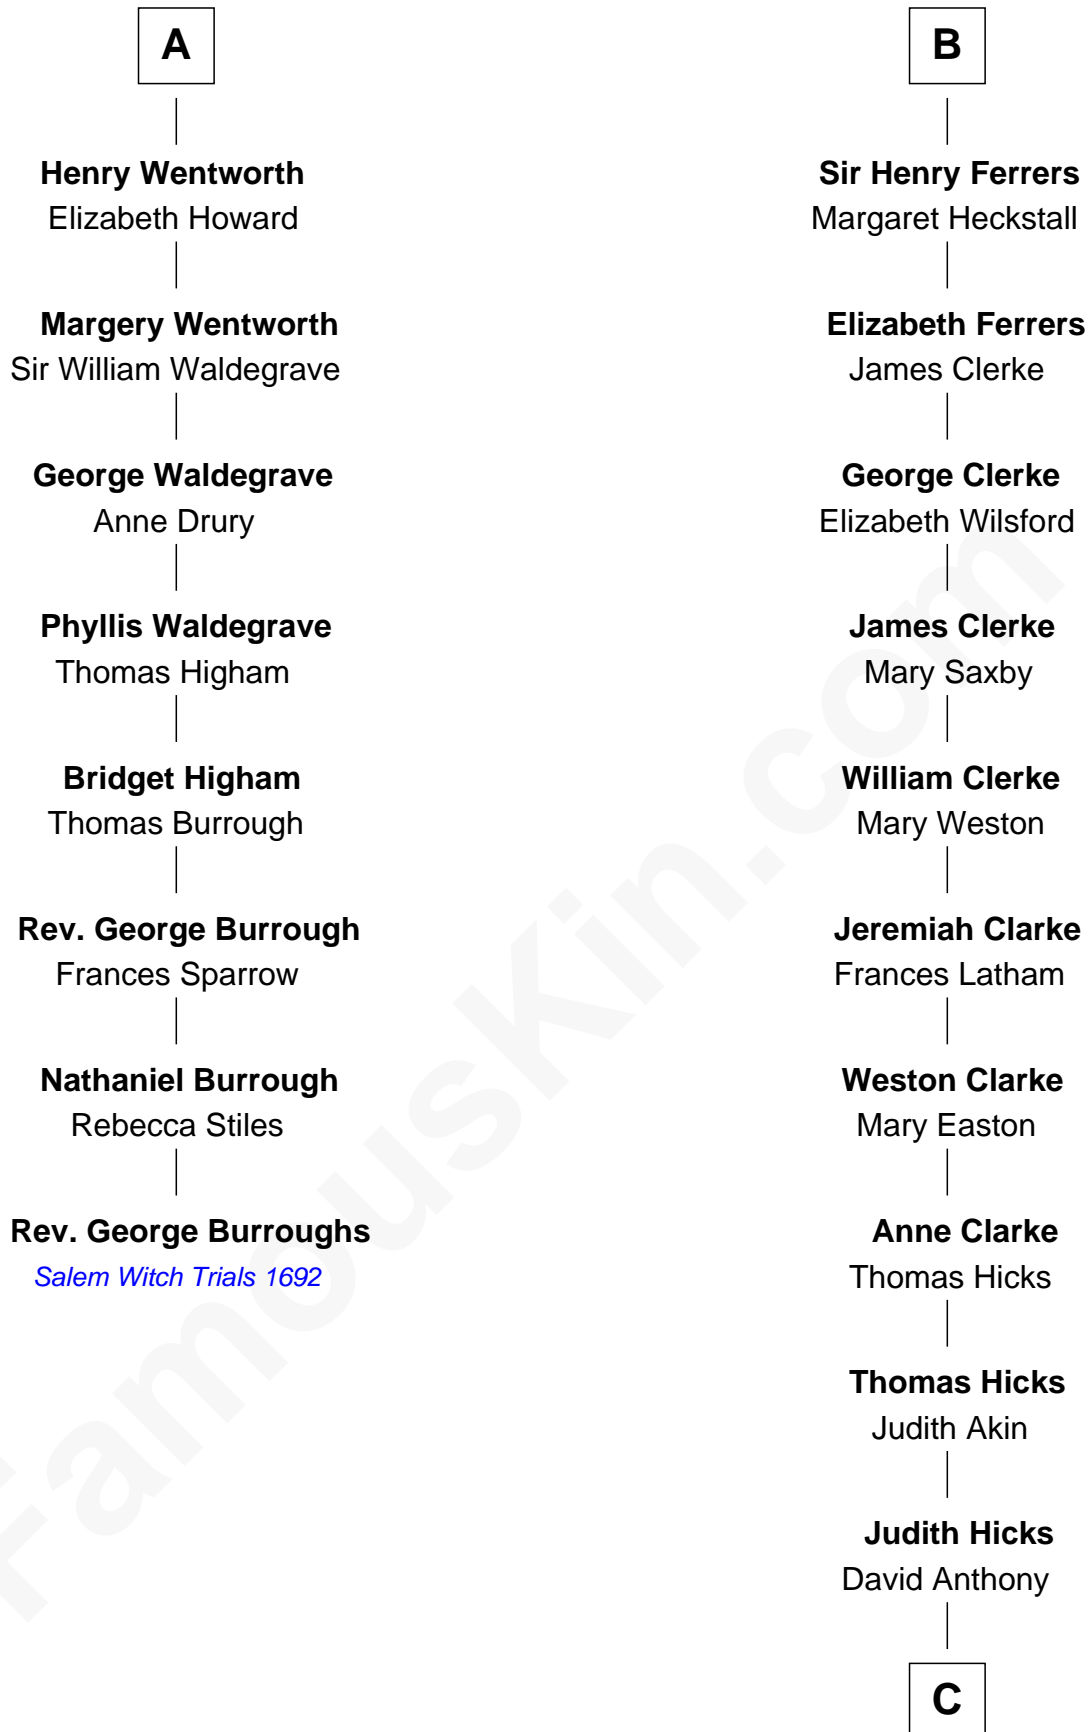 A
Henry Wentworth
Elizabeth Howard
Margery Wentworth
Sir William Waldegrave
George Waldegrave
Anne Drury
Phyllis Waldegrave
Thomas Higham
Bridget Higham
Thomas Burrough
Rev. George Burrough
Frances Sparrow
Nathaniel Burrough
Rebecca Stiles
Rev. George Burroughs
Salem Witch Trials 1692
B
Sir Henry Ferrers
Margaret Heckstall
Elizabeth Ferrers
James Clerke
George Clerke
Elizabeth Wilsford
James Clerke
Mary Saxby
William Clerke
Mary Weston
Jeremiah Clarke
Frances Latham
Weston Clarke
Mary Easton
Anne Clarke
Thomas Hicks
Thomas Hicks
Judith Akin
Judith Hicks
David Anthony
C
FamousKin.com